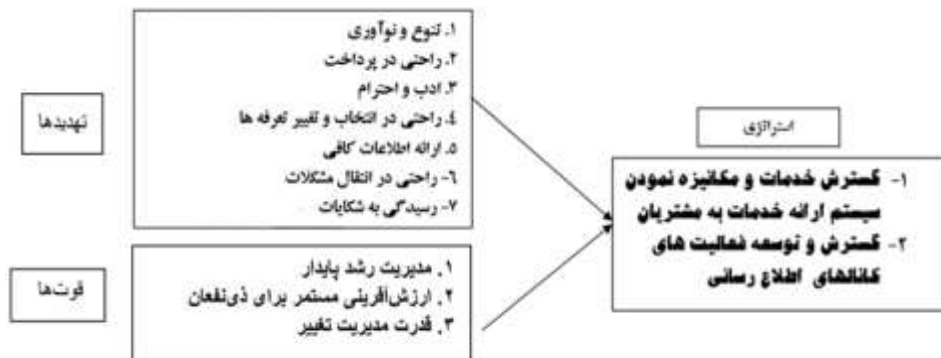 تهدیدها
۱. تنوع و نوآوری
۲. راحتی در پرداخت
۳. ادب و احترام
۴. راحتی در انتخاب و تغییر تعرفه ها
۵. ارائه اطلاعات کافی
۶- راحتی در انتقال مشکلات
۷- رسیدگی به شکایات
قوت‌ها
۱. مدیریت رشد پایدار
۲. ارزش‌آفرینی مستمر برای ذی‌نفعان
۳. قدرت مدیریت تغییر
استراتژی
۱- گسترش خدمات و مکانیزه نمودن
سیستم ارائه خدمات به مشتریان
۲- گسترش و توسعه فعالیت های
کانالهای اطلاع رسانی